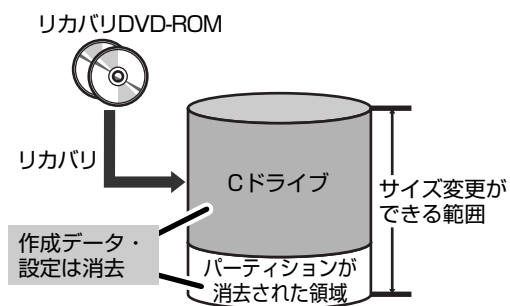 リカバリDVD-ROM
リカバリ
Cドライブ
サイズ変更が
できる範囲
作成データ・
設定は消去
パーティションが
消去された領域